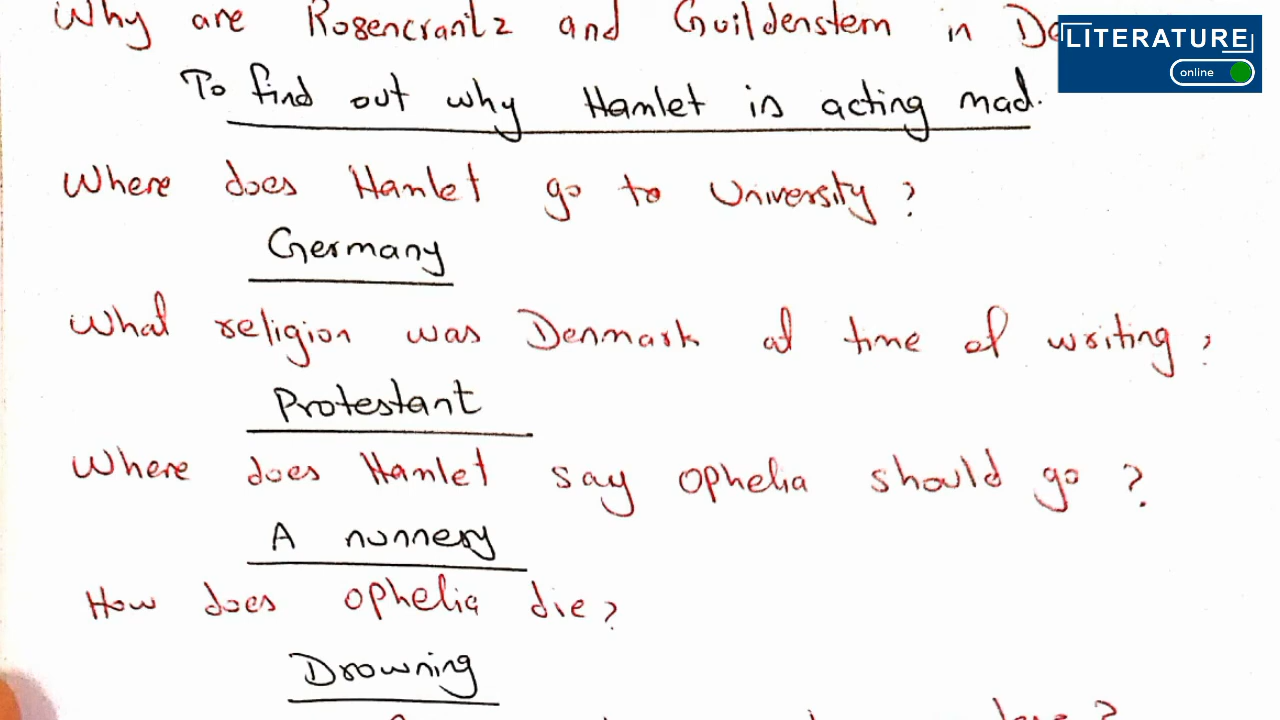 Why are Rosencrantz and Guildenstern in
LITERATURE
online
To find out why Hamlet is acting mad.
Where does Hamlet go to University?
Germany
What religion was Denmark at time of writing?
Protestant
Where does Hamlet say Ophelia should go?
A nunnery
How does Ophelia die?
Drowning